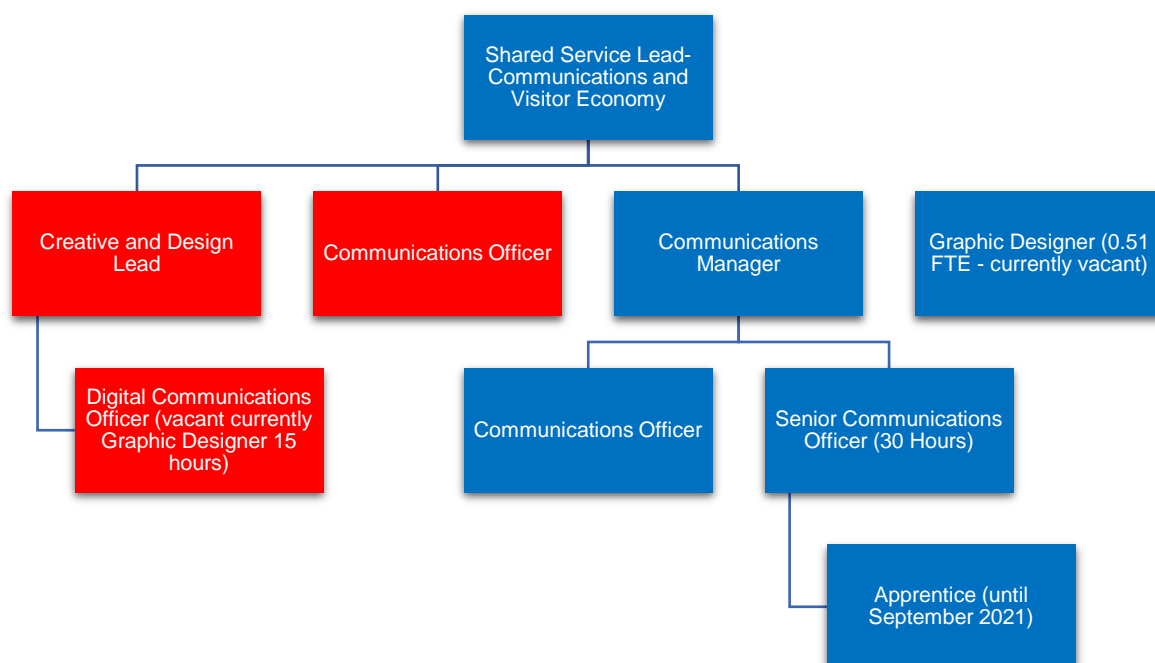 Shared Service Lead-
Communications and
Visitor Economy
Creative and Design
Lead
Communications Officer
Communications
Manager
Graphic Designer (0.51
FTE - currently vacant)
Digital Communications
Officer (vacant currently
Graphic Designer 15
hours)
Communications Officer
Senior Communications
Officer (30 Hours)
Apprentice (until
September 2021)